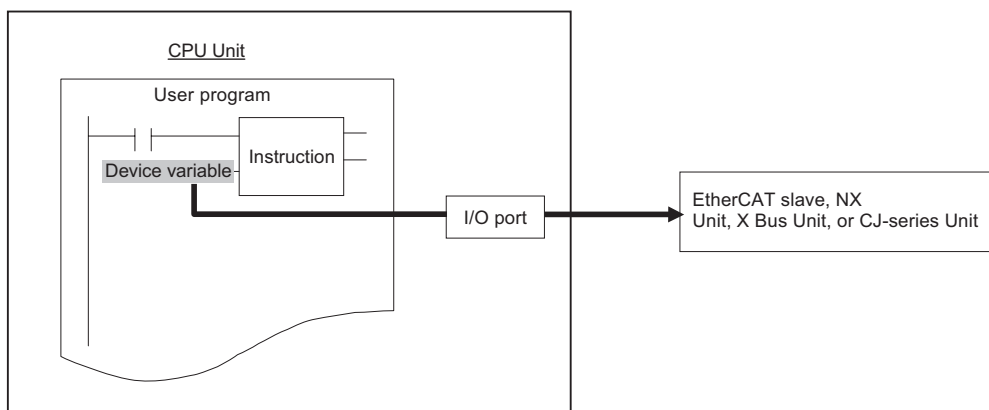 CPU Unit
User program
Instruction
Device variable
I/O port
EtherCAT slave, NX
Unit, X Bus Unit, or CJ-series Unit